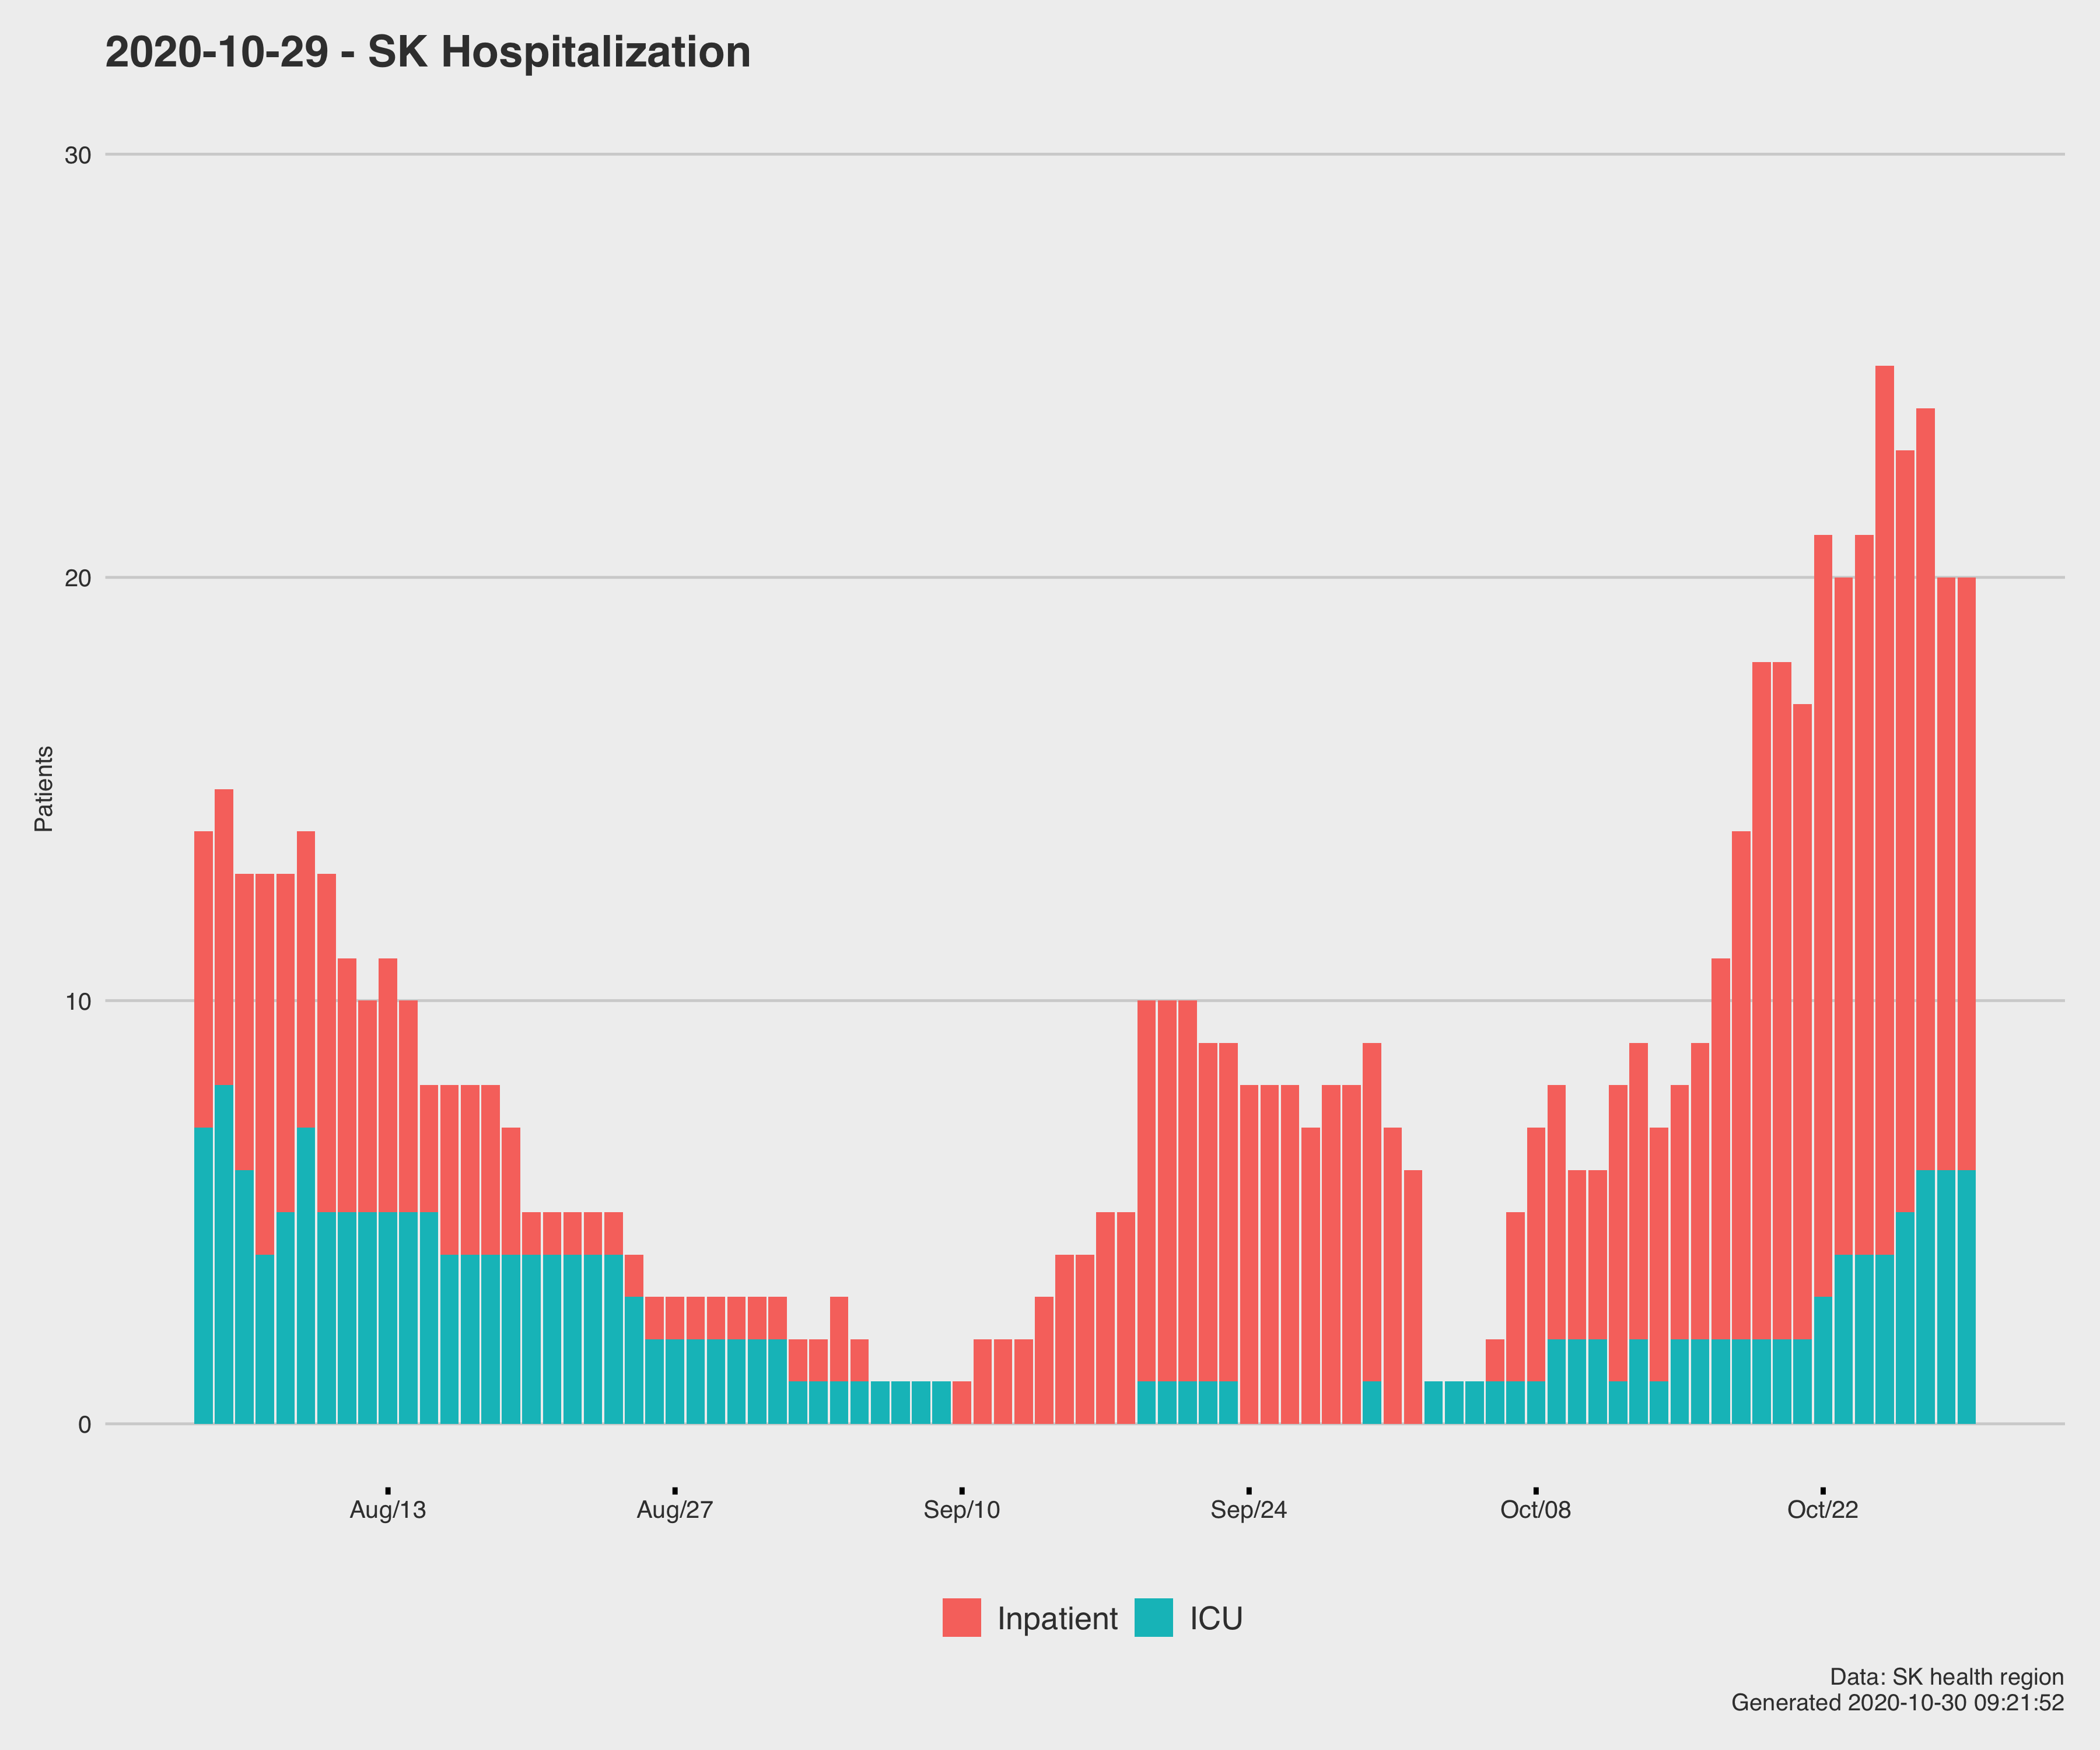 2020-10-29 - SK Hospitalization
30
20
10
0
Patients
Aug/13
Aug/27
Sep/10
Sep/24
Oct/08
Oct/22
Inpatient
ICU
Data: SK health region
Generated 2020-10-30 09:21:52